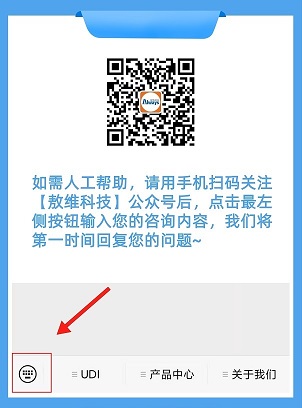 Always
如需人工帮助，请用手机扫码关注
【敖维科技】公众号后，点击最左
侧按钮输入您的咨询内容，我们将
第一时间回复您的问题~
UDI
产品中心
关于我们